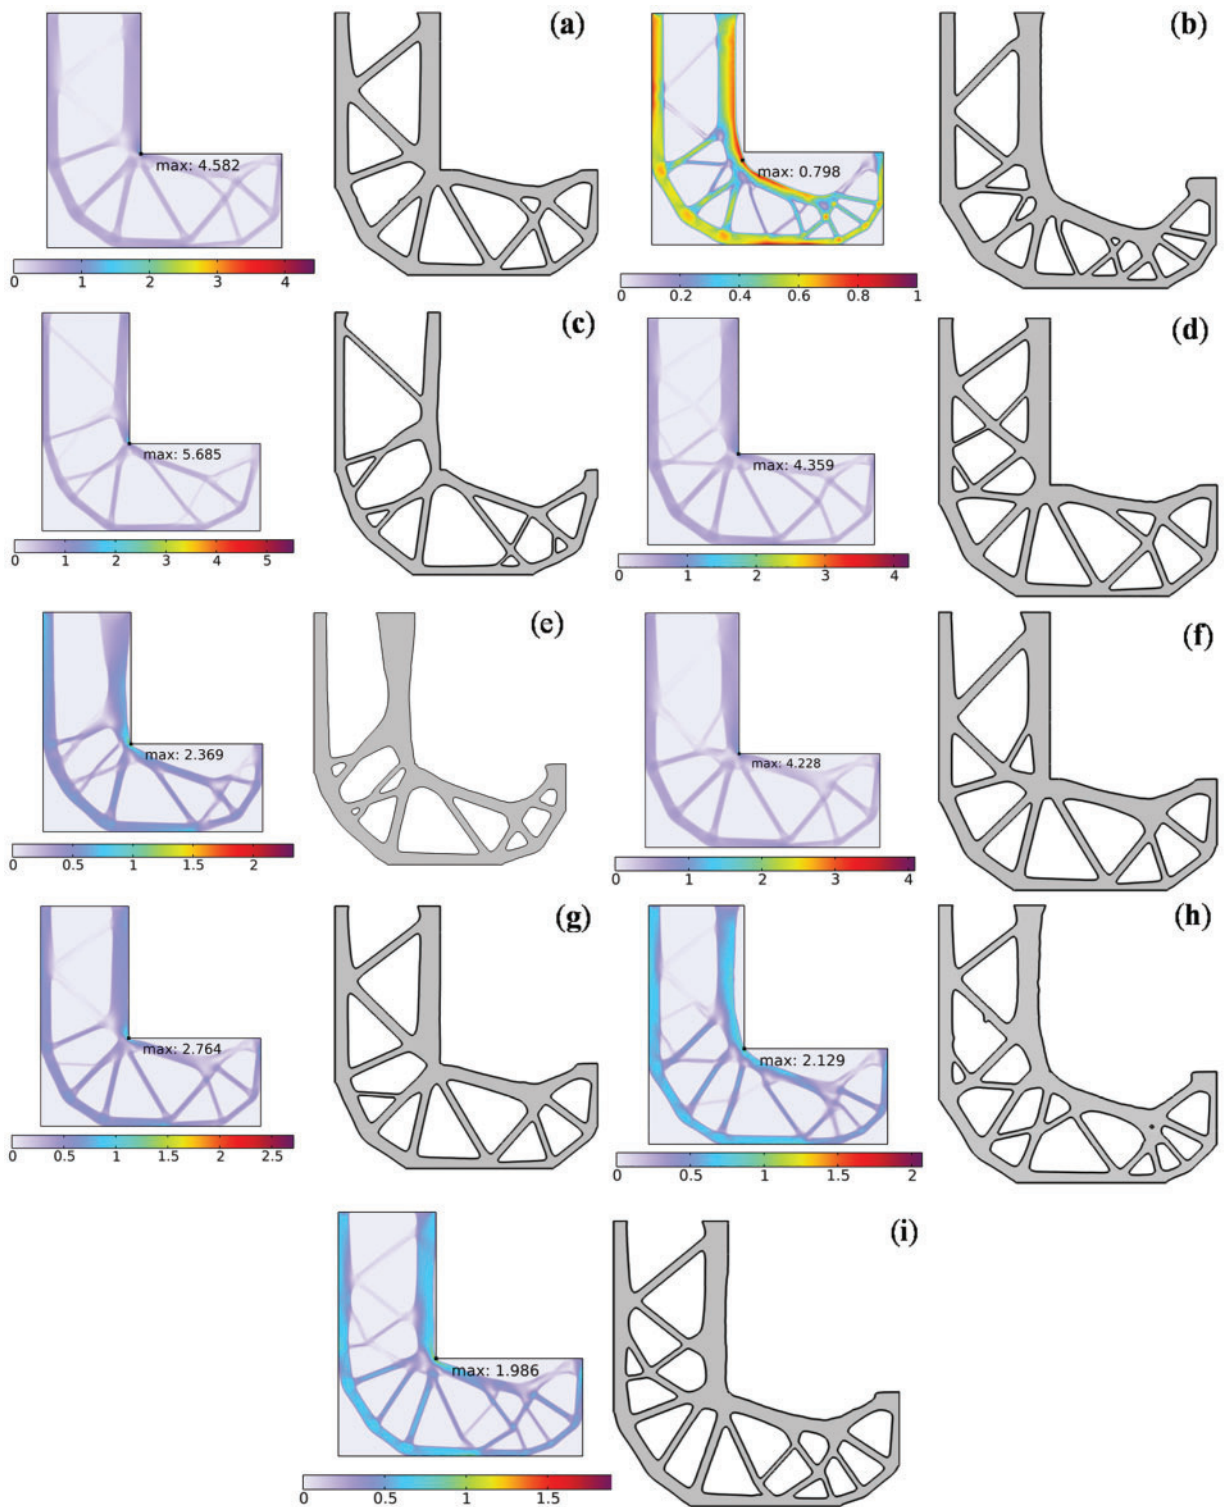 (a)
max: 4.582
0 1 2 3 4
(b)
max: 0.798
0 0.2 0.4 0.6 0.8 1
(c)
max: 5.685
0 1 2 3 4 5
(d)
max: 4.359
0 1 2 3 4
(e)
max: 2.369
0 0.5 1 1.5 2
(f)
max: 4.228
0 1 2 3 4
(g)
max: 2.764
0 0.5 1 1.5 2 2.5
(h)
max: 2.129
0 0.5 1 1.5 2
(i)
max: 1.986
0 0.5 1 1.5